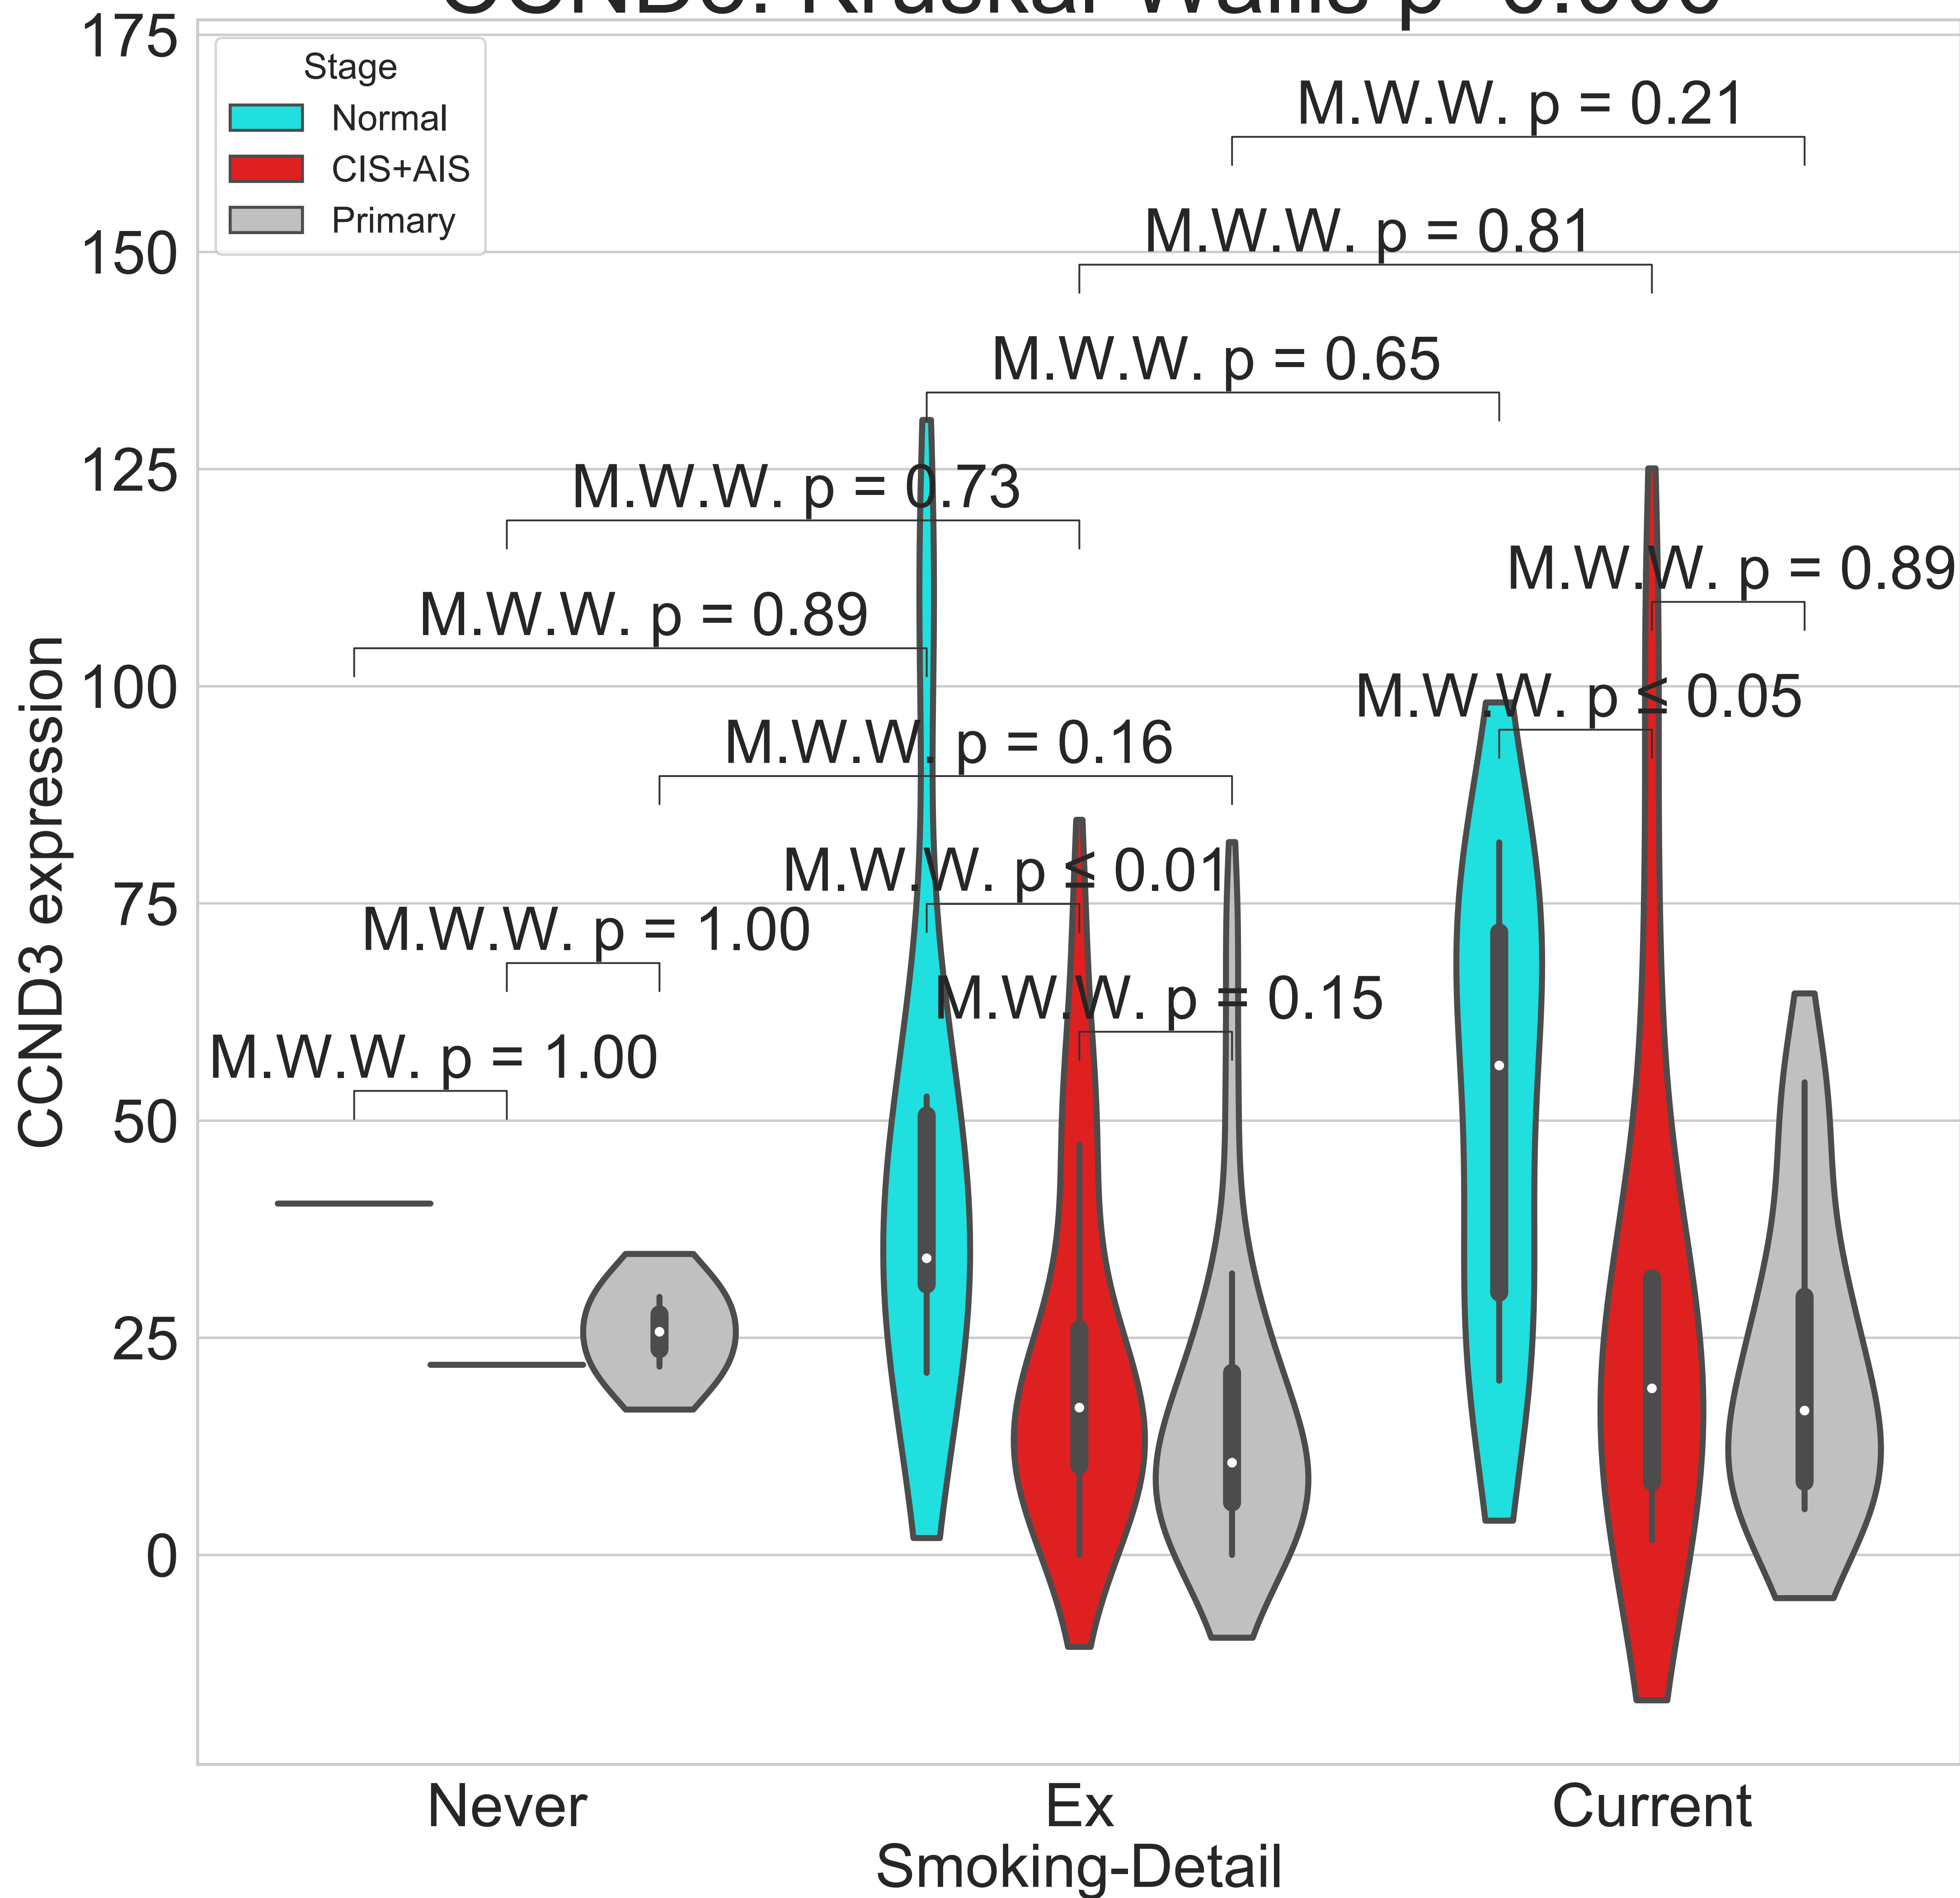 175
150
125
100
75
50
25
0
CCND3 expression
Stage
Normal
CIS+AIS
Primary
M.W.W. p = 0.21
M.W.W. p = 0.81
M.W.W. p = 0.65
M.W.W. p = 0.73
M.W.W. p = 0.89
M.W.W. p = 0.89
M.W.W. p ≤ 0.05
M.W.W. p = 0.16
M.W.W. p ≤ 0.01
M.W.W. p = 1.00
M.W.W. p = 0.15
M.W.W. p = 1.00
Never
Ex
Current
Smoking-Detail